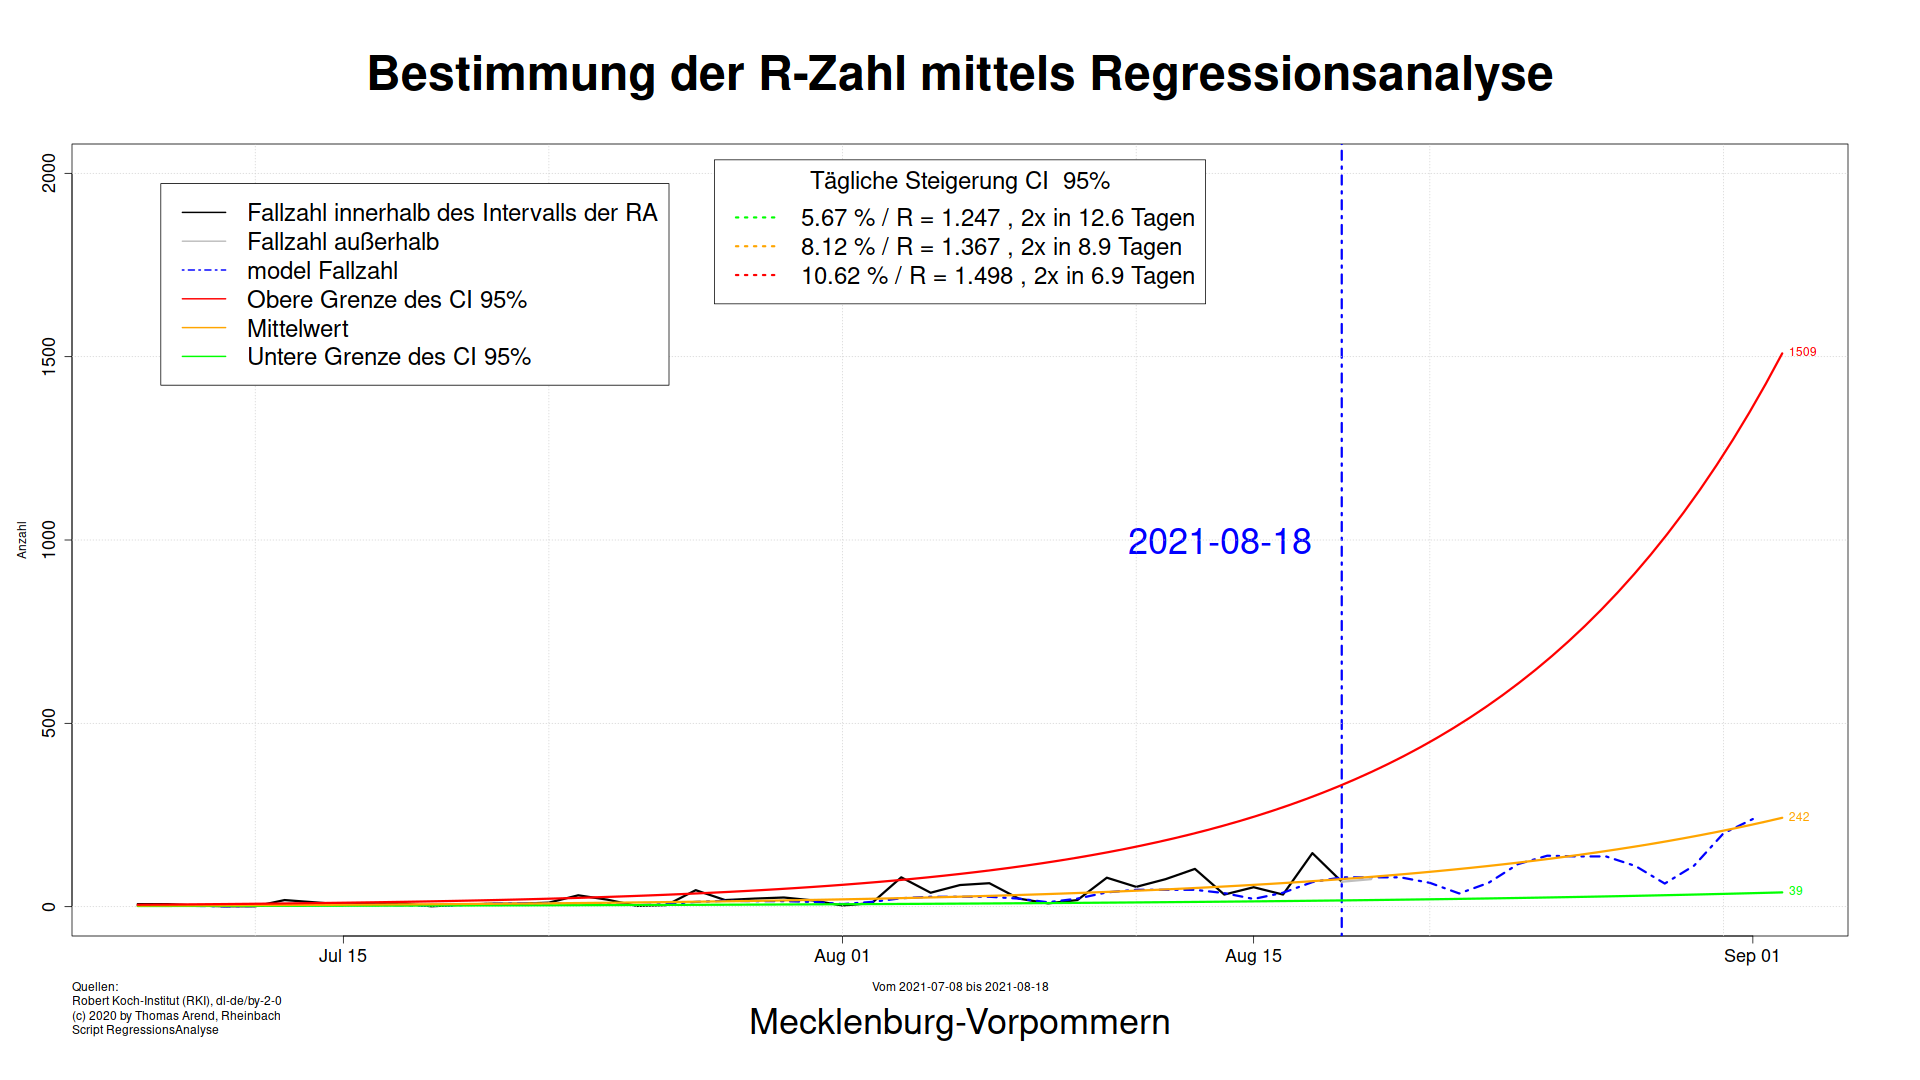 Bestimmung der R-Zahl mittels Regressionsanalyse
Fallzahl innerhalb des Intervalls der RA
Fallzahl außerhalb
model Fallzahl
Obere Grenze des CI 95%
Mittelwert
Untere Grenze des CI 95%
Tägliche Steigerung CI 95%
5.67 % / R = 1.247 , 2x in 12.6 Tagen
8.12 % / R = 1.367 , 2x in 8.9 Tagen
10.62 % / R = 1.498 , 2x in 6.9 Tagen
2000
1500
1000
500
0
Anzahl
2021-08-18
1509
242
39
Jul 15
Aug 01
Aug 15
Sep 01
Quellen:
Robert Koch-Institut (RKI), dl-de/by-2-0
(c) 2020 by Thomas Arend, Rheinbach
Script RegressionsAnalyse
Vom 2021-07-08 bis 2021-08-18
Mecklenburg-Vorpommern